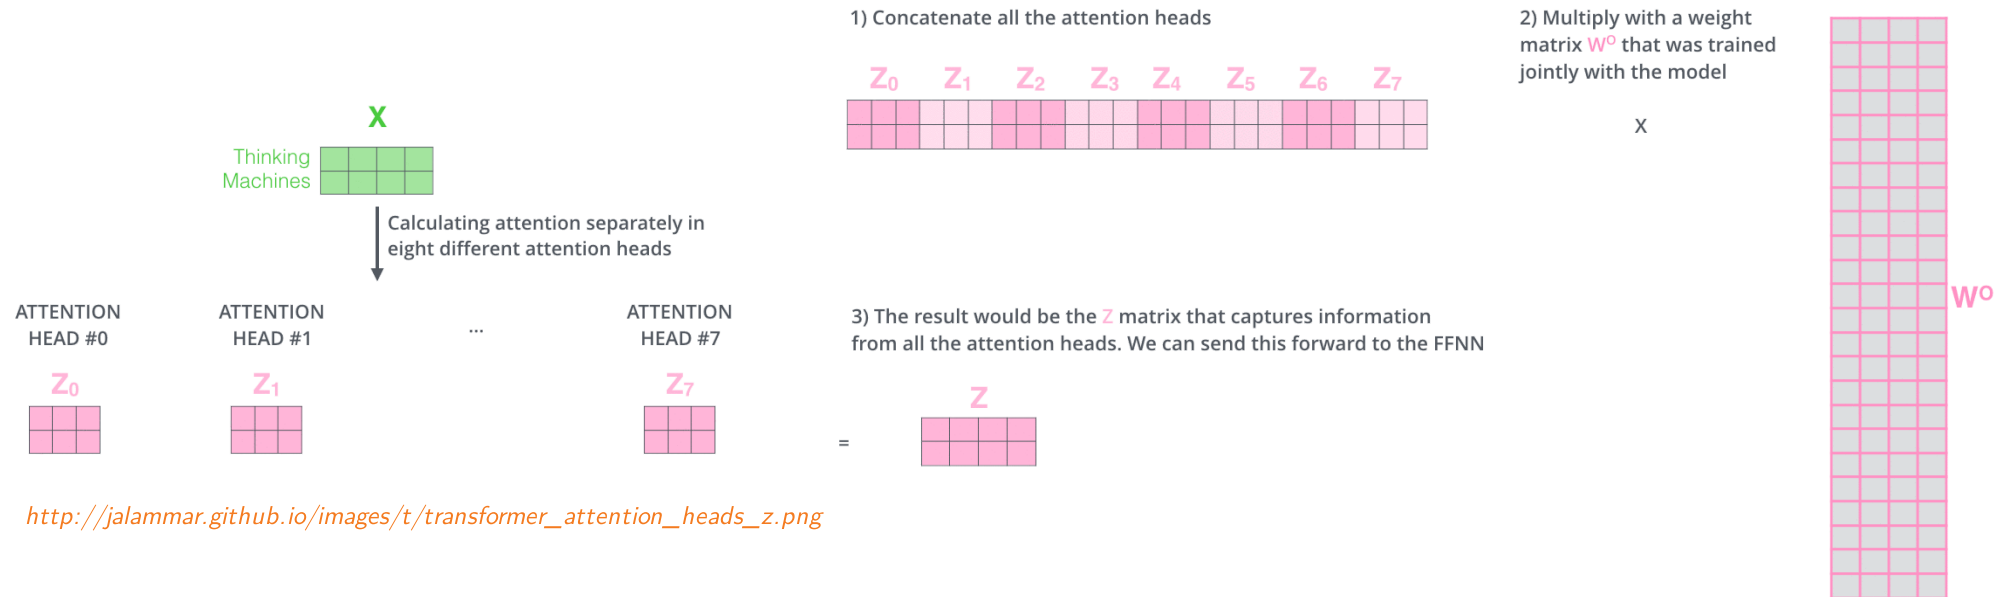 X
Thinking
Machines
Calculating attention separately in
eight different attention heads
ATTENTION
HEAD #0
ATTENTION
HEAD #1
...
ATTENTION
HEAD #7
Z0
Z1
Z7
http://jalammar.github.io/images/t/transformer_attention_heads_z.png
1) Concatenate all the attention heads
Z0 Z1 Z2 Z3 Z4 Z5 Z6 Z7
2) Multiply with a weight
matrix W^O that was trained
jointly with the model
X
W^O
3) The result would be the Z matrix that captures information
from all the attention heads. We can send this forward to the FFNN
Z
=